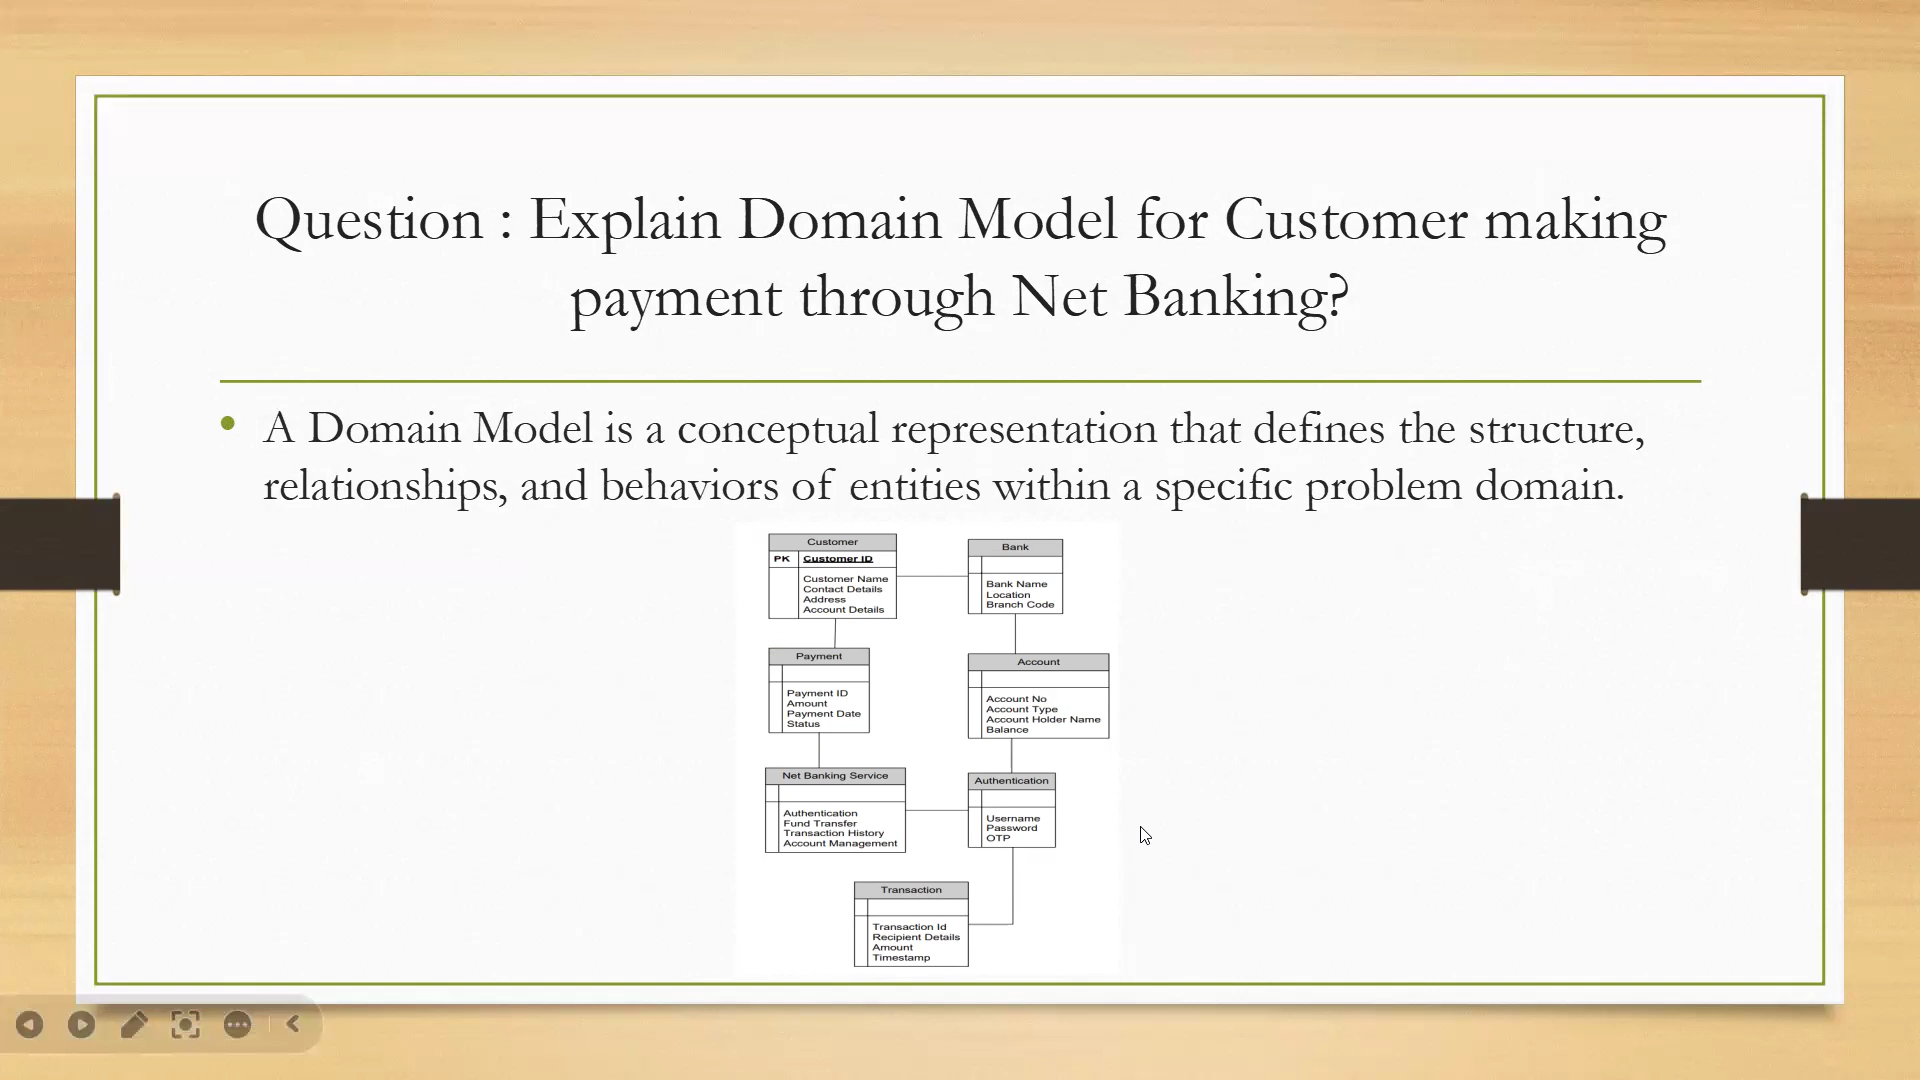 Question : Explain Domain Model for Customer making
payment through Net Banking?
• A Domain Model is a conceptual representation that defines the structure,
relationships, and behaviors of entities within a specific problem domain.
Customer
PK Customer ID
Customer Name
Contact Details
Address
Account Details
Bank
Bank Name
Location
Branch Code
Payment
Payment ID
Amount
Payment Date
Status
Account
Account No
Account Type
Account Holder Name
Balance
Net Banking Service
Authentication
Fund Transfer
Transaction History
Account Management
Authentication
Username
Password
OTP
Transaction
Transaction Id
Recipient Details
Amount
Timestamp